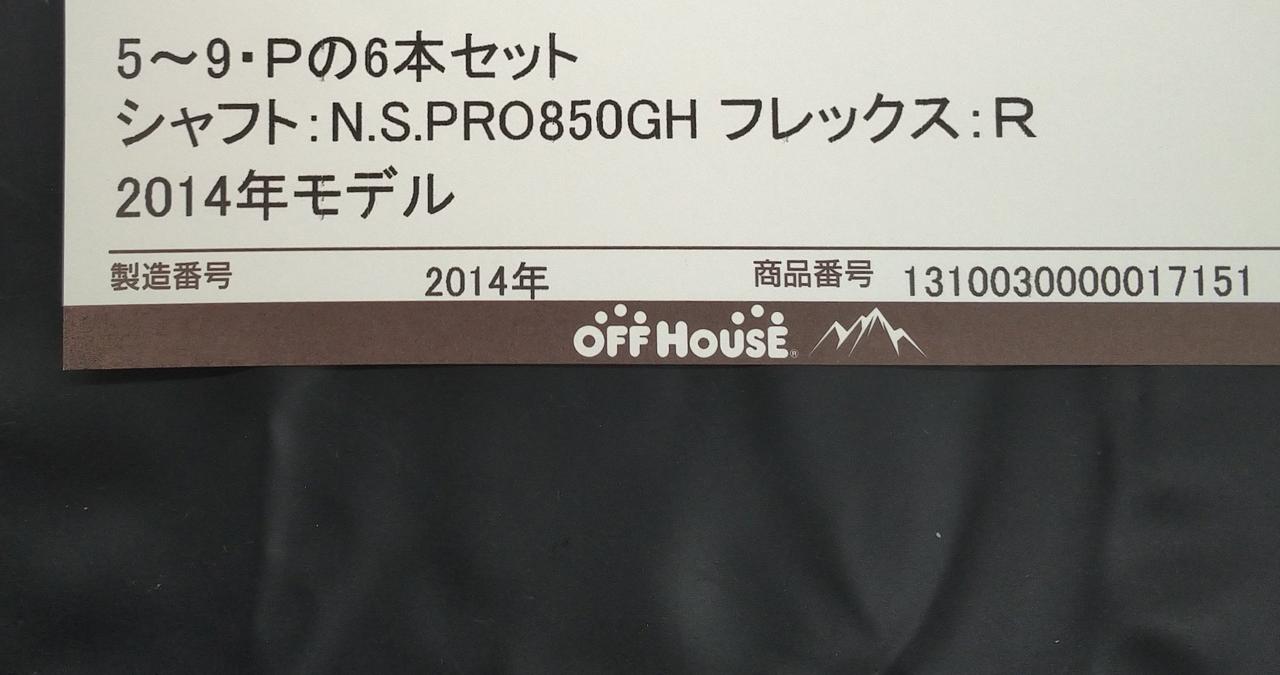 5～9・Pの6本セット
シャフト:N.S.PRO850GH フレックス:R
2014年モデル
製造番号 2014年 商品番号 1310030000017151
OFF HOUSE®